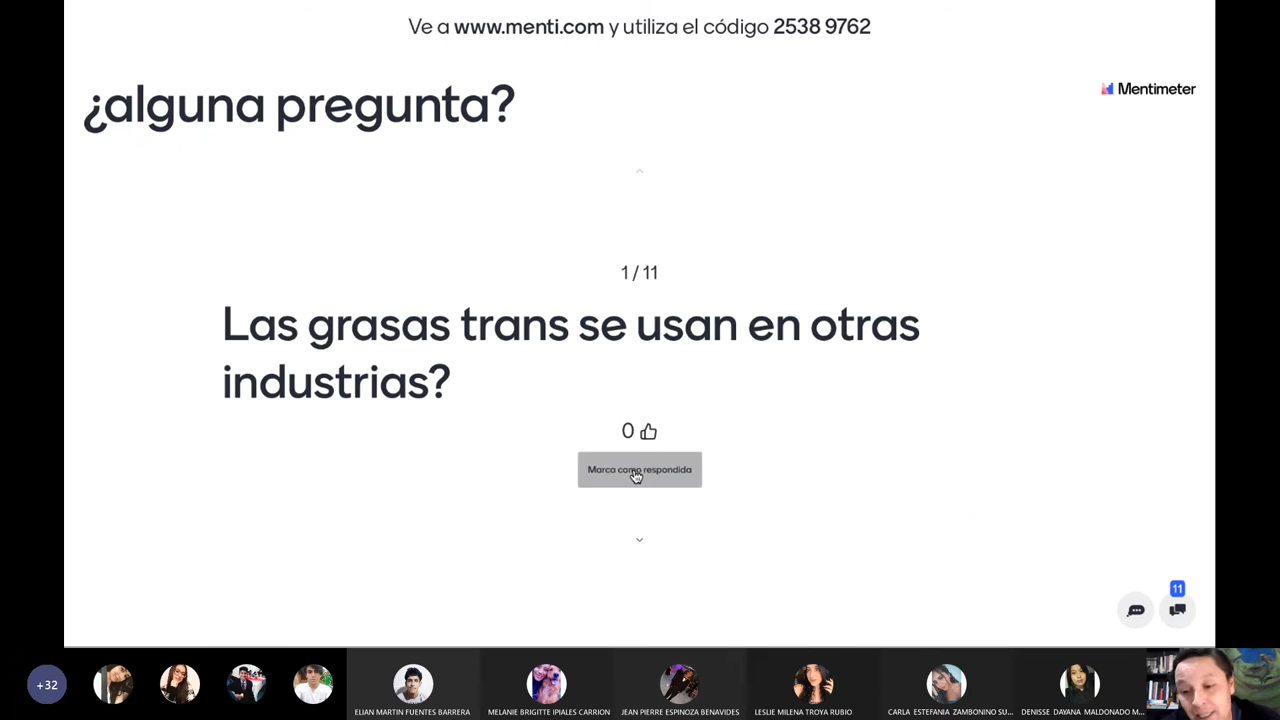 Ve a www.menti.com y utiliza el código 2538 9762
¿alguna pregunta?
Mentimeter
1 / 11
Las grasas trans se usan en otras
industrias?
0
Marca como respondida
11
+32
ELIAN MARTIN FUENTES BARRERA
MELANIE BRIGITTE IPIALES CARRION
JEAN PIERRE ESPINOZA BENAVIDES
LESLIE MILENA TROYA RUBIO
CARLA ESTEFANIA ZAMBONINO SU...
DENISSE DAYANA MALDONADO M...